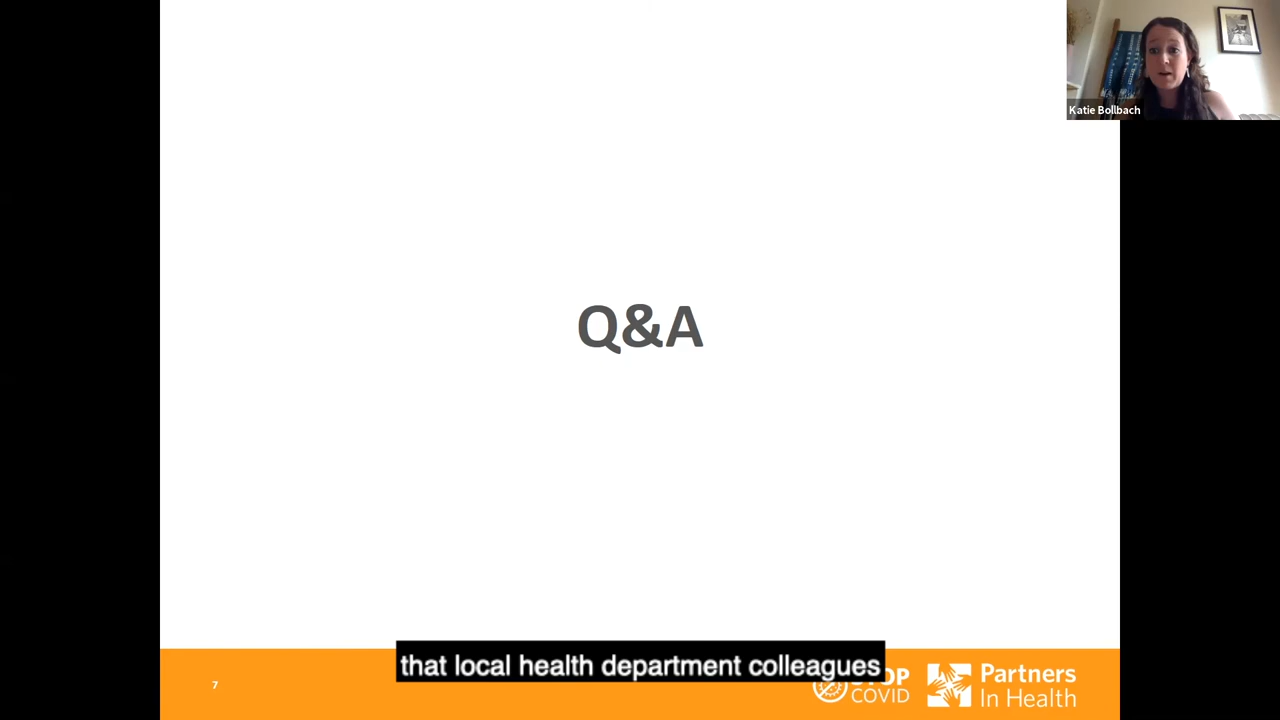 Katie Bollbach
Q&A
that local health department colleagues
7
COVID
Partners
In Health